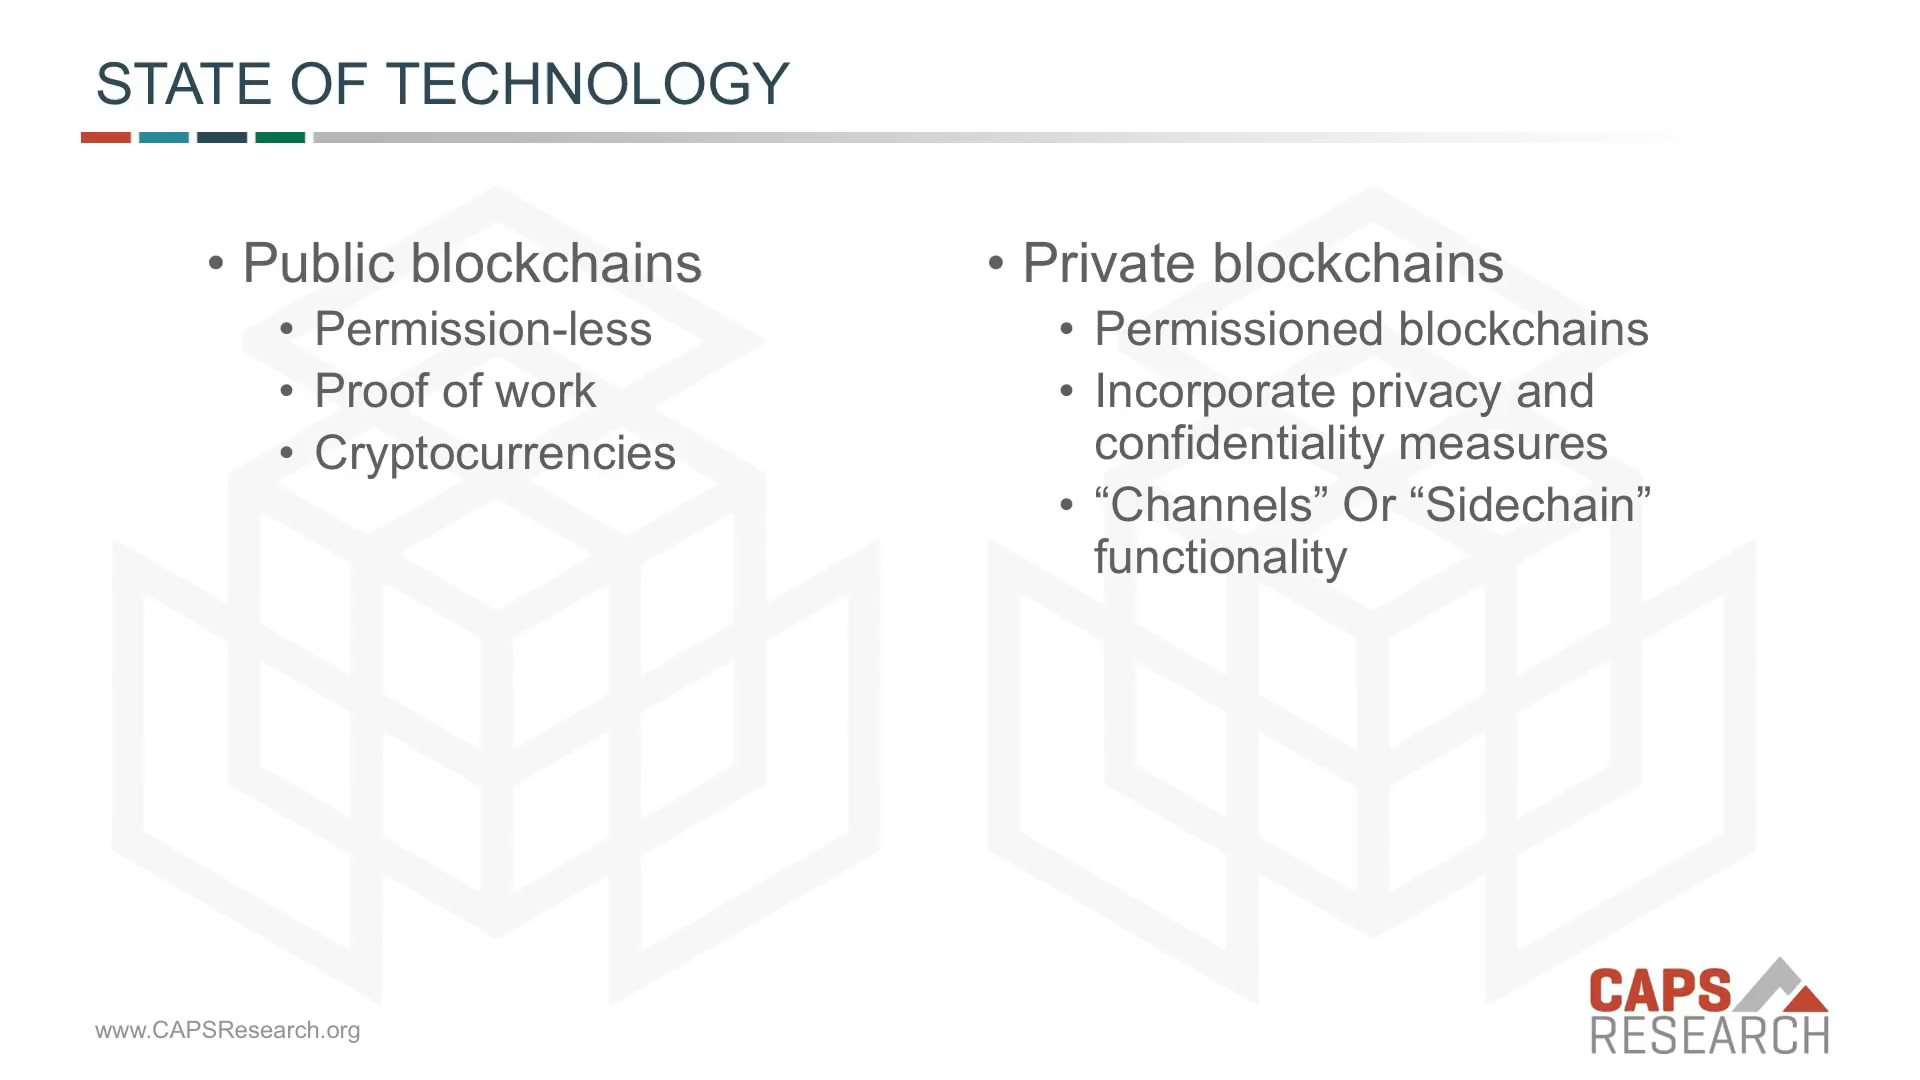 STATE OF TECHNOLOGY
• Public blockchains
• Permission-less
• Proof of work
• Cryptocurrencies
• Private blockchains
• Permissioned blockchains
• Incorporate privacy and
confidentiality measures
• “Channels” Or “Sidechain”
functionality
www.CAPSResearch.org
CAPS
RESEARCH